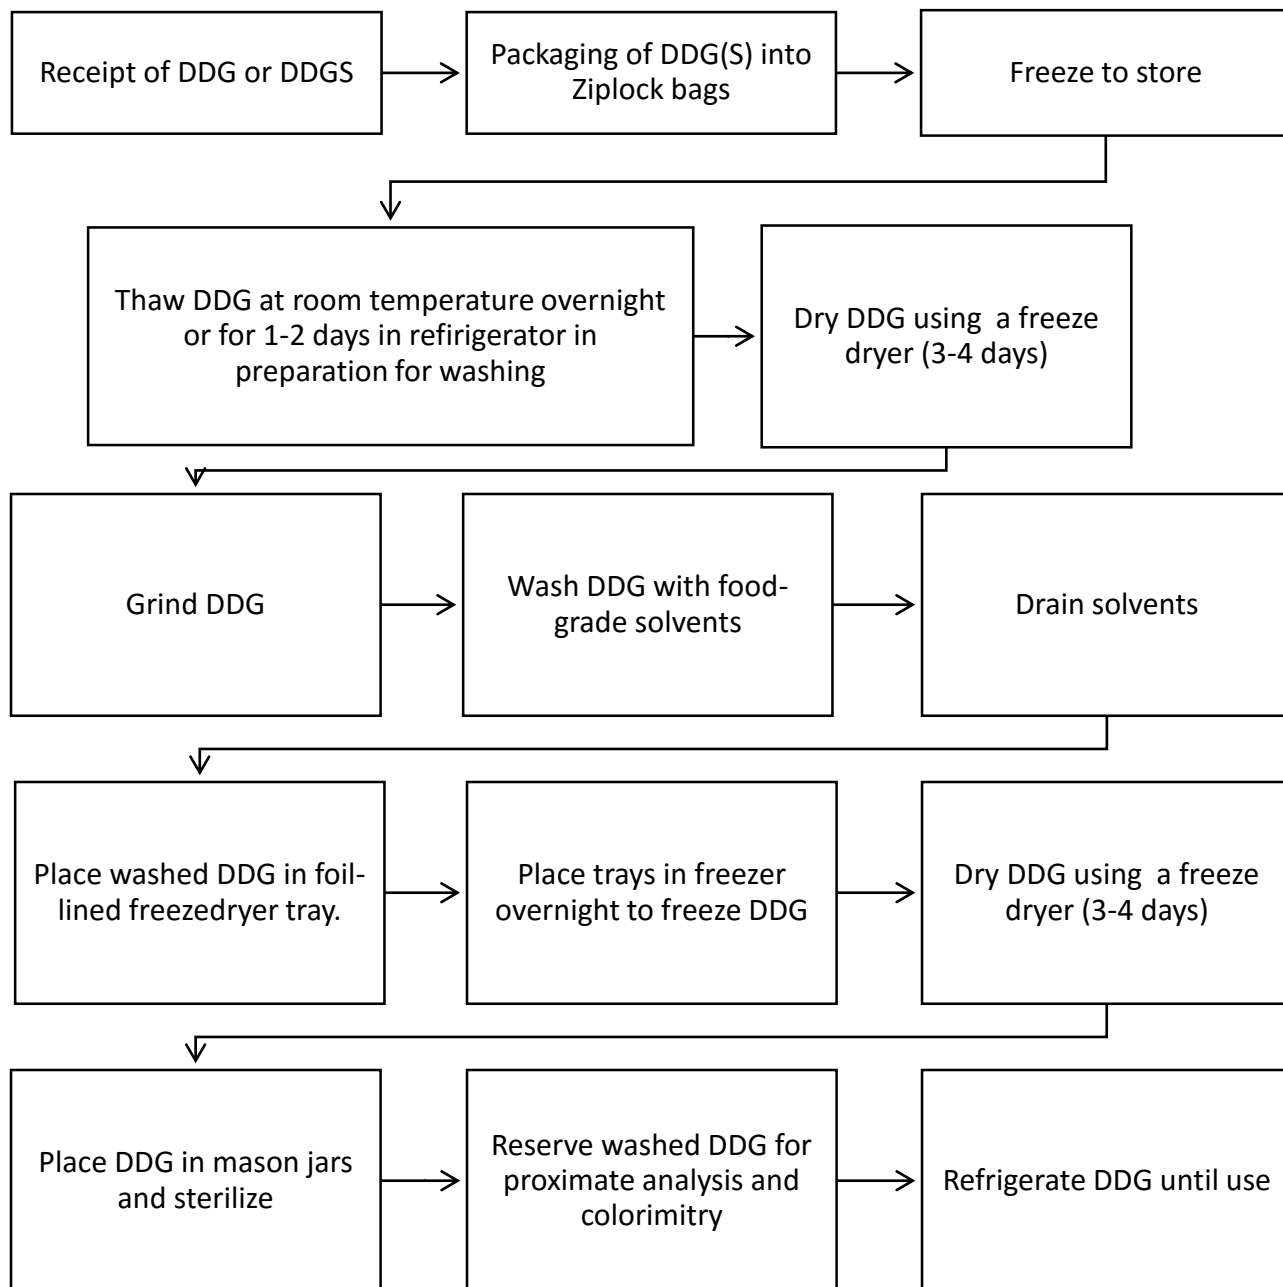 Receipt of DDG or DDGS
Packaging of DDG(S) into
Ziplock bags
Freeze to store
Thaw DDG at room temperature overnight
or for 1-2 days in refirigerator in
preparation for washing
Dry DDG using  a freeze
dryer (3-4 days)
Grind DDG
Wash DDG with food-
grade solvents
Drain solvents
Place washed DDG in foil-
lined freezedryer tray.
Place trays in freezer
overnight to freeze DDG
Dry DDG using  a freeze
dryer (3-4 days)
Place DDG in mason jars
and sterilize
Reserve washed DDG for
proximate analysis and
colorimitry
Refrigerate DDG until use